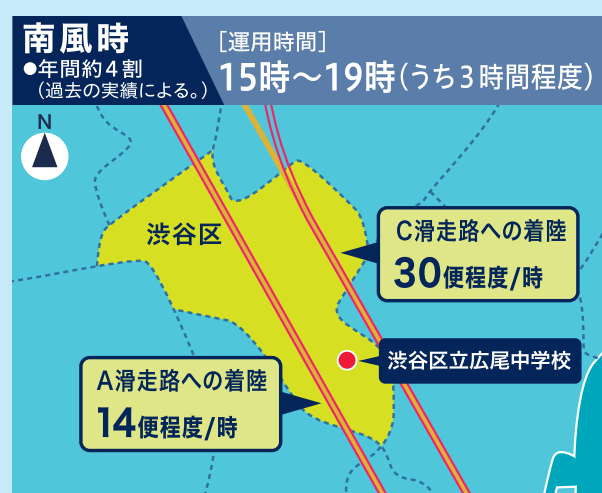 南風時
●年間約4割
(過去の実績による。)
[運用時間]
15時〜19時(うち3時間程度)
N
渋谷区
C滑走路への着陸
30便程度/時
渋谷区立広尾中学校
A滑走路への着陸
14便程度/時